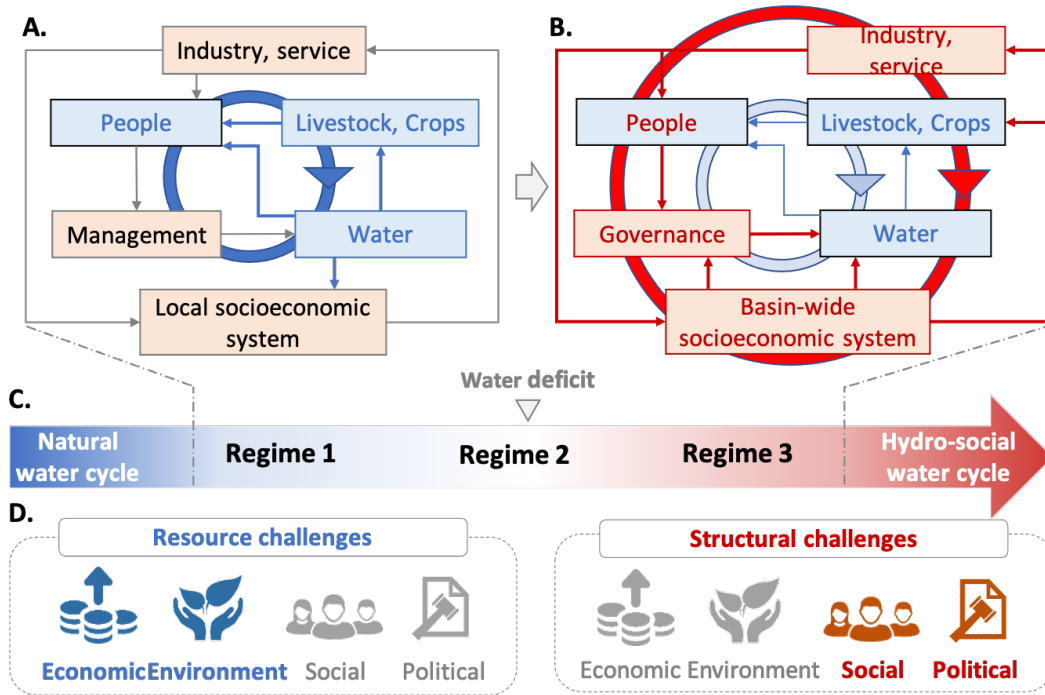 A.
Industry, service
People
Livestock, Crops
Management
Water
Local socioeconomic
system
B.
Industry,
service
People
Livestock, Crops
Governance
Water
Basin-wide
socioeconomic system
Water deficit
C.
Natural
water cycle
Regime 1
Regime 2
Regime 3
Hydro-social
water cycle
D.
Resource challenges
Economic Environment Social Political
Structural challenges
Economic Environment Social Political